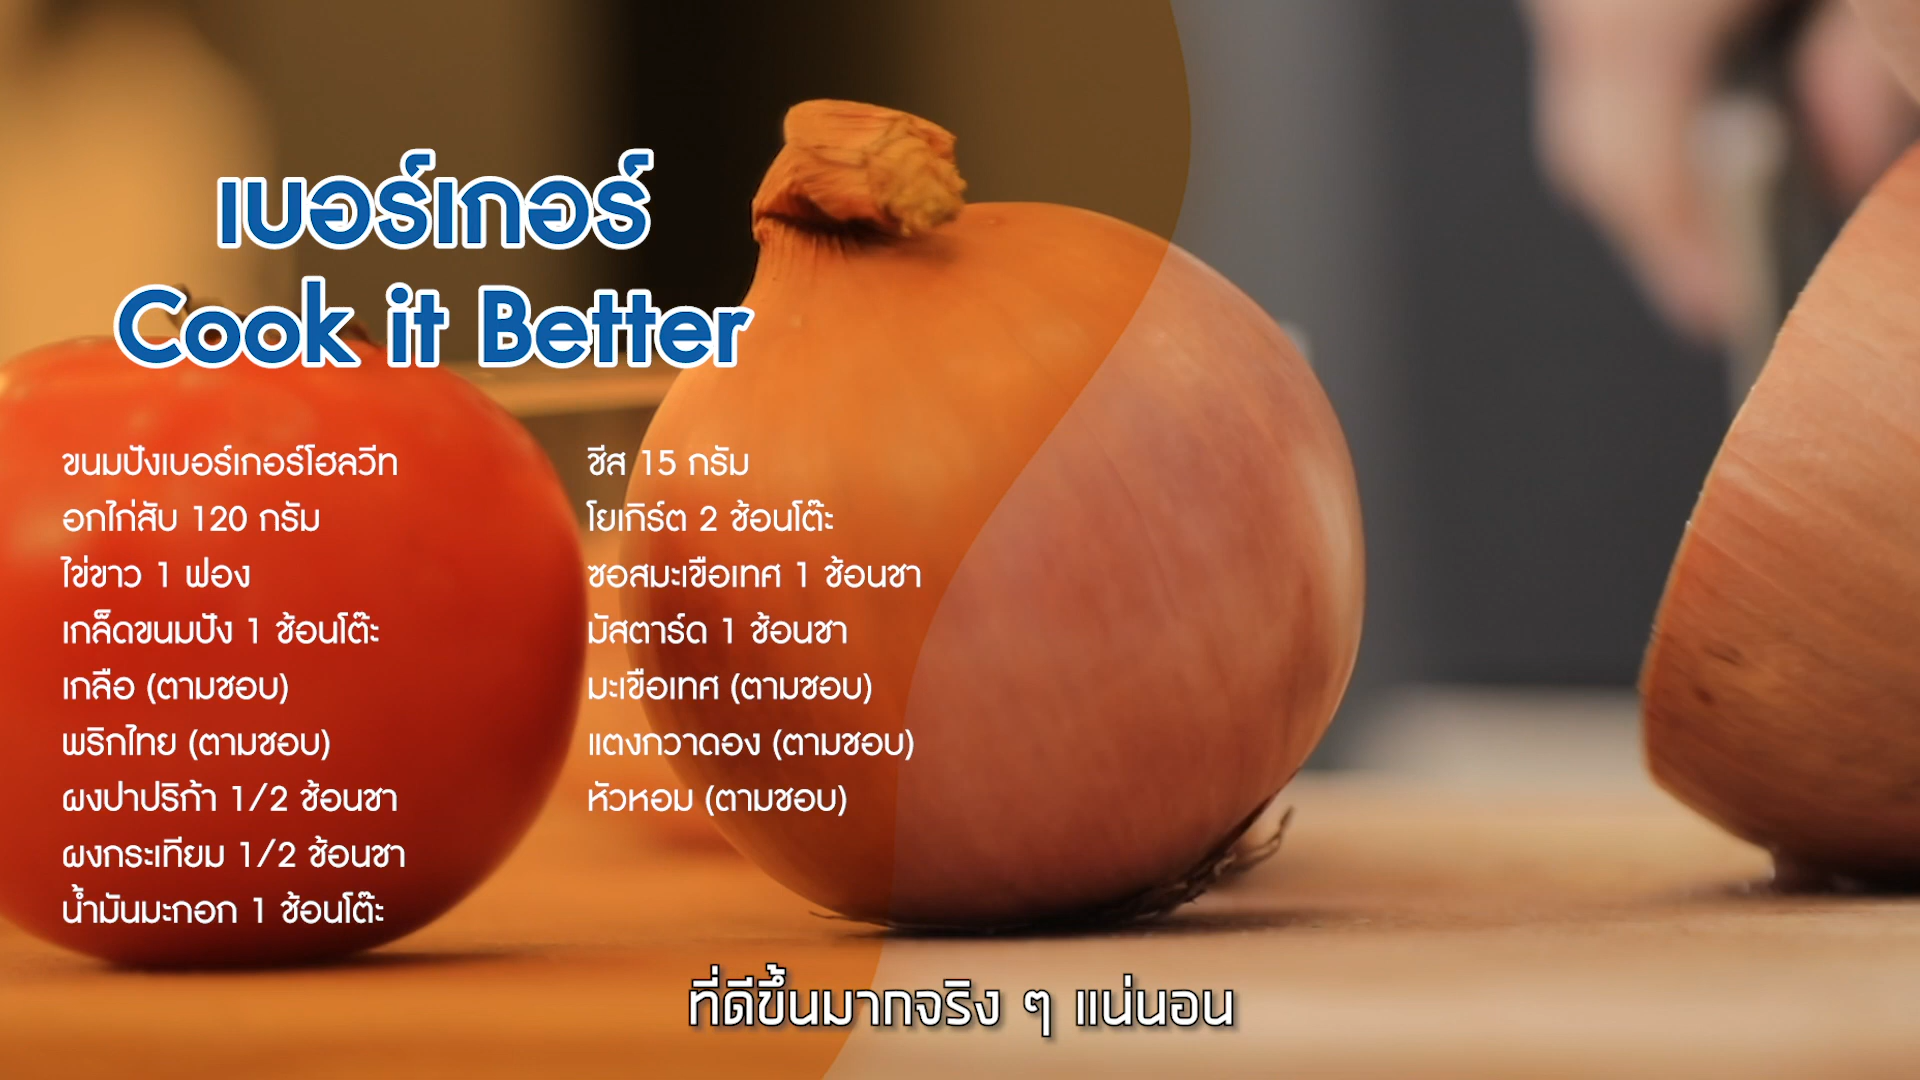 เบอร์เกอร์
Cook it Better
ขนมปังเบอร์เกอร์โฮลวีท
อกไก่สับ 120 กรัม
ไข่ขาว 1 ฟอง
เกล็ดขนมปัง 1 ช้อนโต๊ะ
เกลือ (ตามชอบ)
พริกไทย (ตามชอบ)
ผงปาปริก้า 1/2 ช้อนชา
ผงกระเทียม 1/2 ช้อนชา
น้ำมันมะกอก 1 ช้อนโต๊ะ
ชีส 15 กรัม
โยเกิร์ต 2 ช้อนโต๊ะ
ซอสมะเขือเทศ 1 ช้อนชา
มัสตาร์ด 1 ช้อนชา
มะเขือเทศ (ตามชอบ)
แตงกวาดอง (ตามชอบ)
หัวหอม (ตามชอบ)
ที่ดีขึ้นมากจริง ๆ แน่นอน